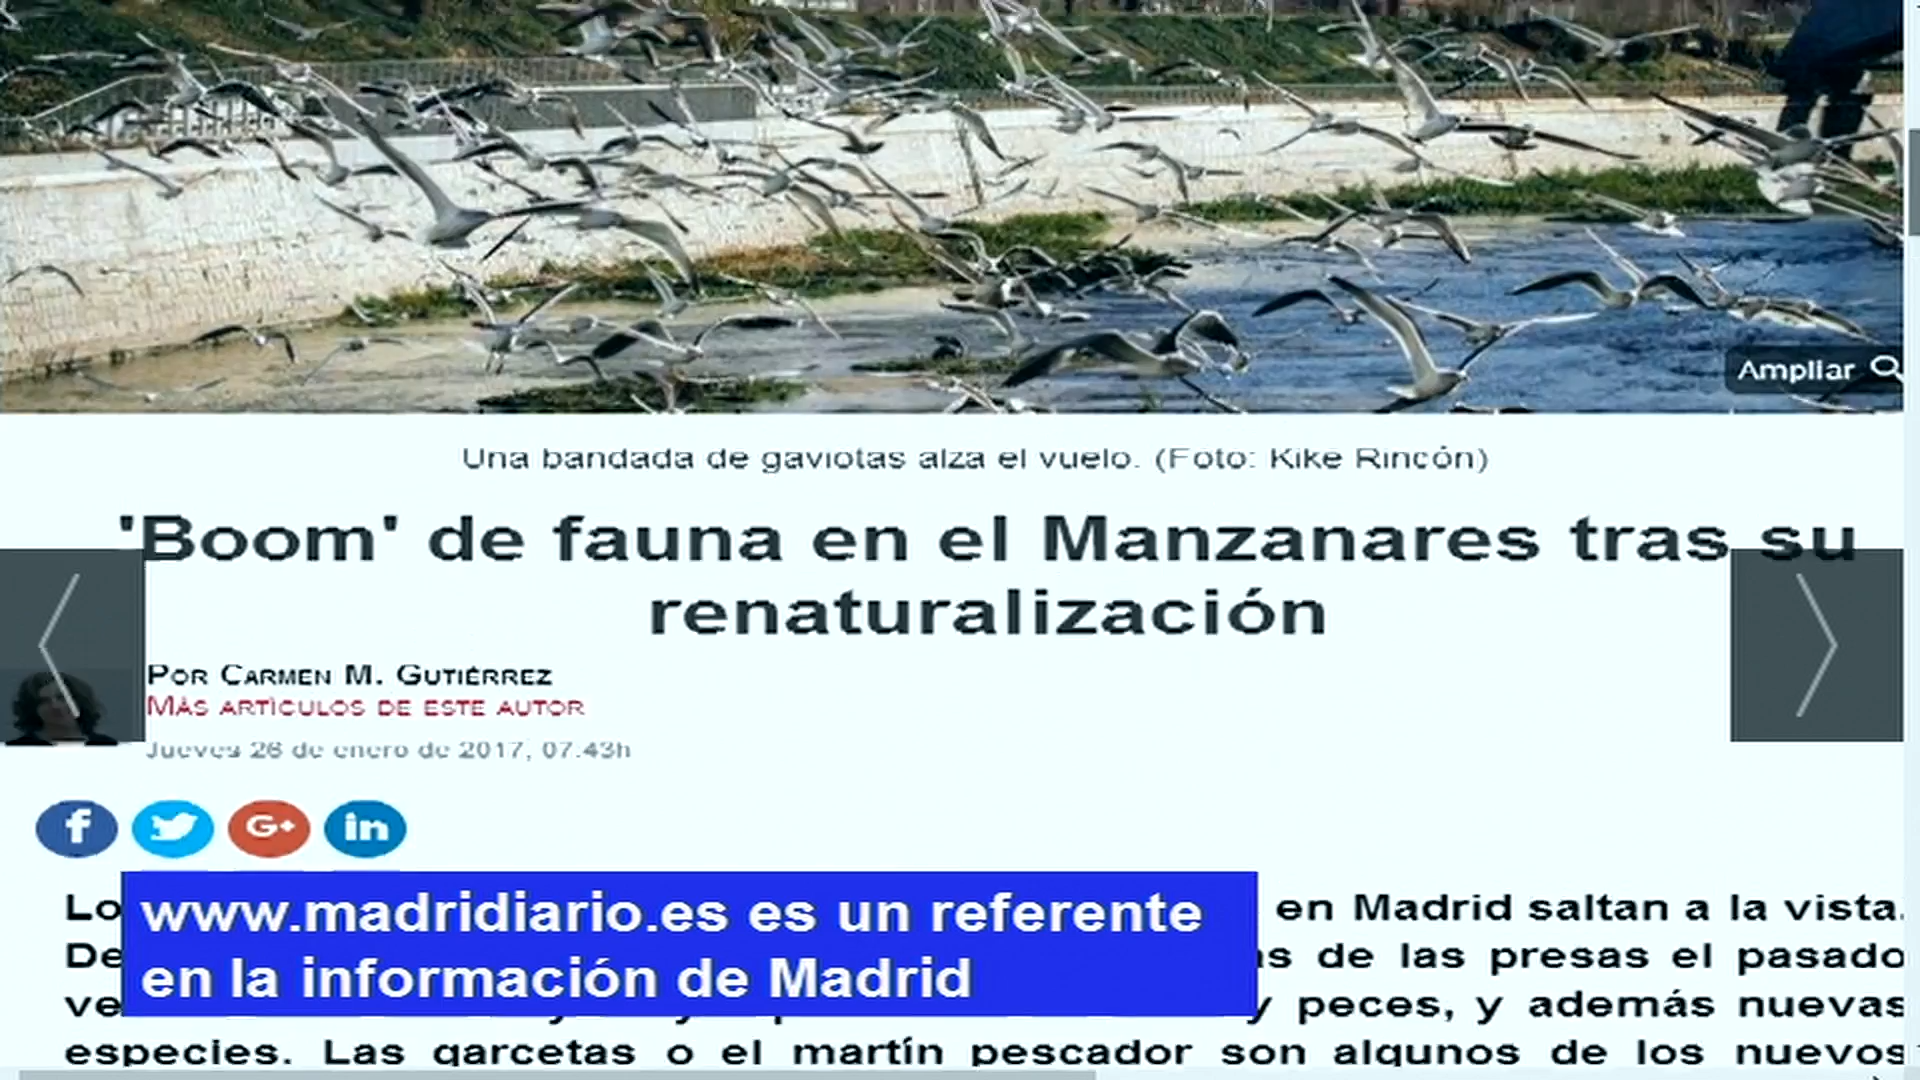 Ampliar
Una bandada de gaviotas alza el vuelo. (Foto: Kike Rincón)
'Boom' de fauna en el Manzanares tras su
renaturalización
Por Carmen M. Gutiérrez
Más artículos de este autor
Jueves 26 de enero de 2017, 07:43h
f G+ in
Lo en Madrid saltan a la vista.
www.madridiario.es es un referente
De de las presas el pasado
en la información de Madrid
ve y peces, y además nuevas
especies. Las garcetas o el martín pescador son algunos de los nuevos